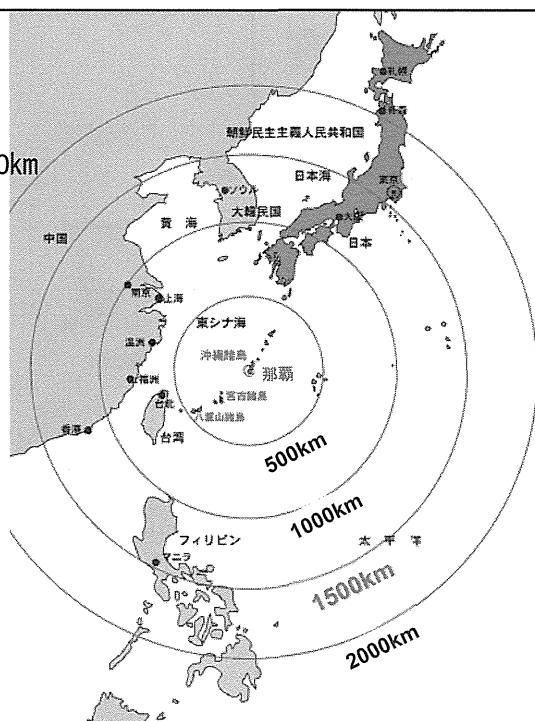 札幌
青森
朝鮮民主主義人民共和国
0km
日本海
東京
ソウル
大韓民国
黄海
中国
大阪
日本
南京
上海
東シナ海
温州
沖縄諸島
那覇
福州
宮古諸島
台北
八重山諸島
香港
台湾
500km
1000km
フィリピン
太平洋
マニラ
1500km
2000km